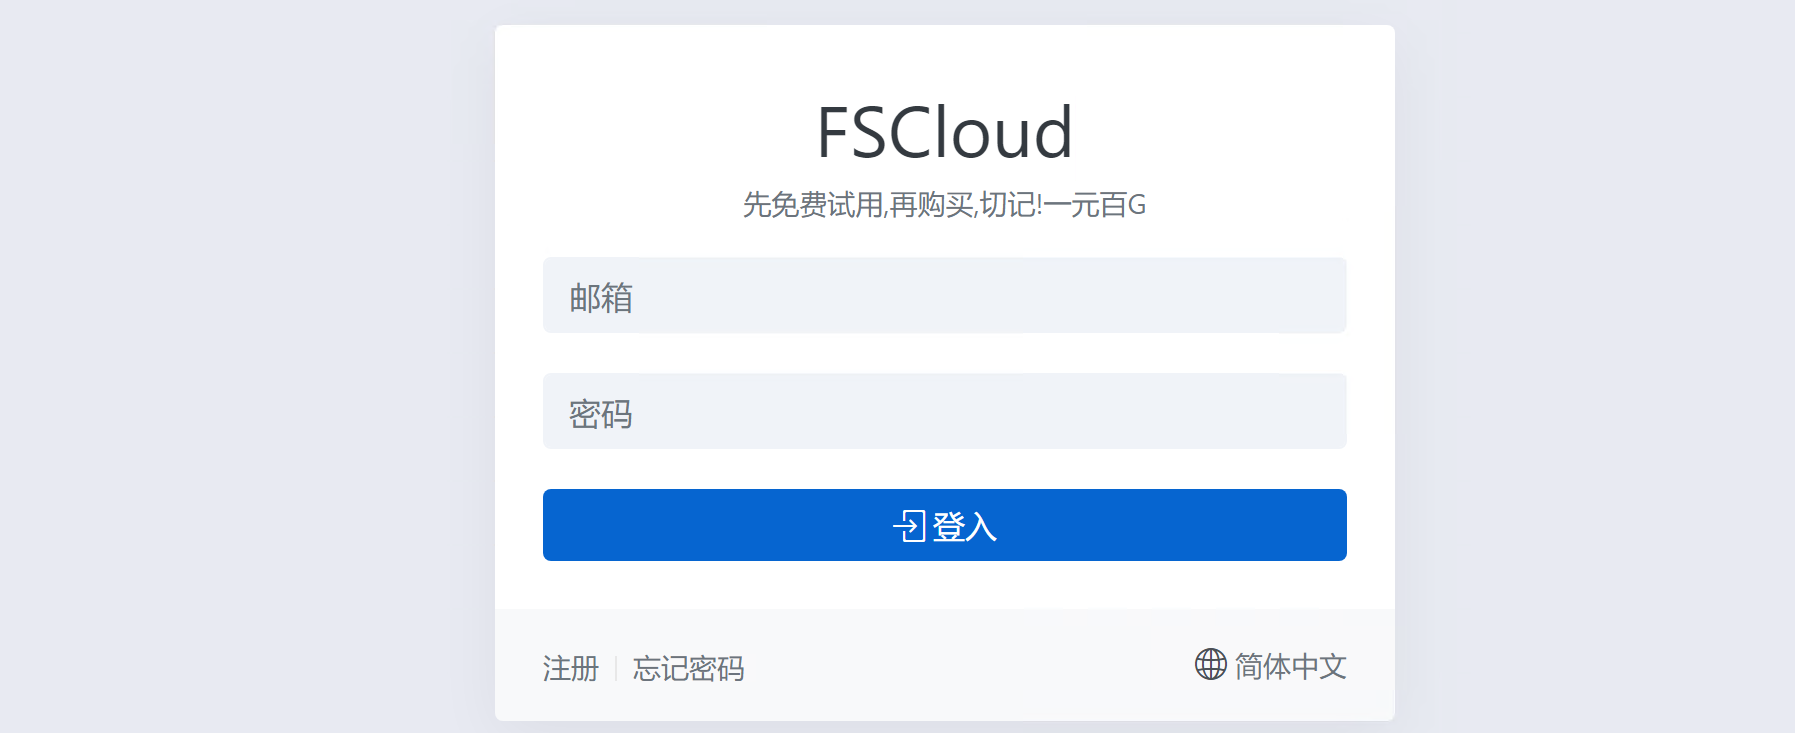 FSCloud
先免费试用,再购买,切记!一元百G
邮箱
密码
登入
注册 忘记密码 简体中文